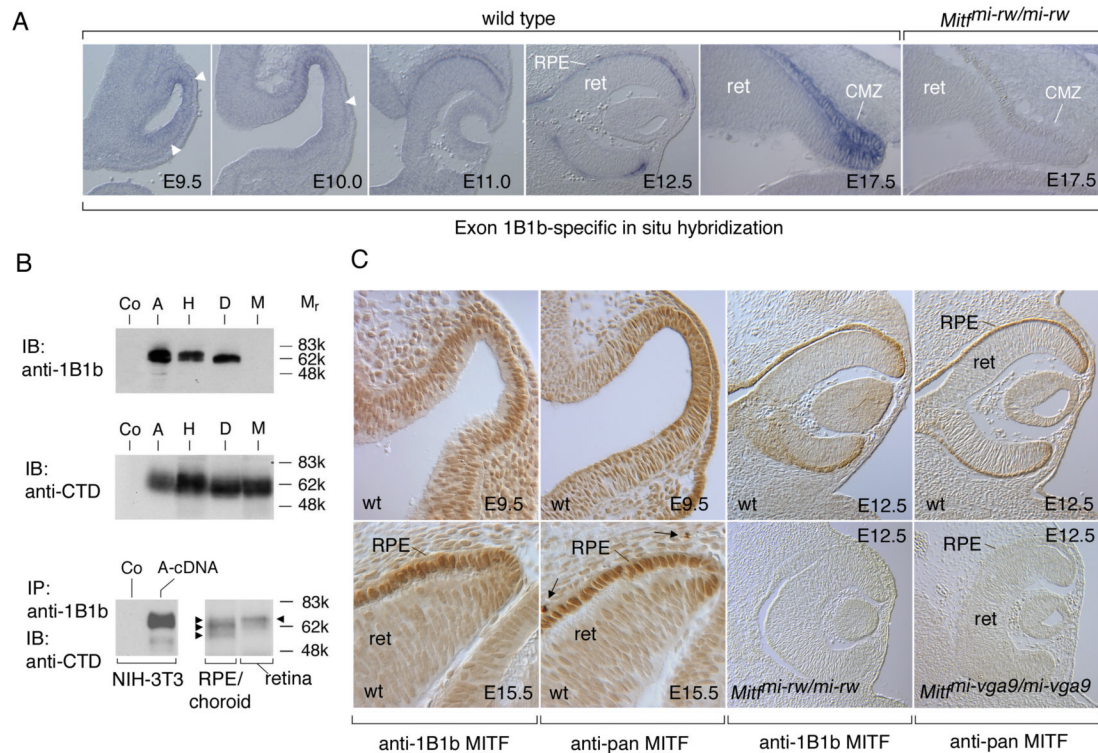 A
wild type
Mitf mi-rw/mi-rw
RPE
ret
ret
CMZ
ret
CMZ
E9.5
E10.0
E11.0
E12.5
E17.5
E17.5
Exon 1B1b-specific in situ hybridization
B
Co A H D M Mr
IB:
anti-1B1b
83k
62k
48k
Co A H D M
IB:
anti-CTD
83k
62k
48k
Co A-cDNA
IP:
anti-1B1b
IB:
anti-CTD
83k
62k
48k
NIH-3T3
RPE/
choroid
retina
C
wt E9.5
wt E9.5
wt E12.5
RPE
ret
wt E12.5
RPE
ret
wt E15.5
RPE
ret
wt E15.5
E12.5
Mitf mi-rw/mi-rw
E12.5
RPE
ret
Mitf mi-vga9/mi-vga9
anti-1B1b MITF
anti-pan MITF
anti-1B1b MITF
anti-pan MITF